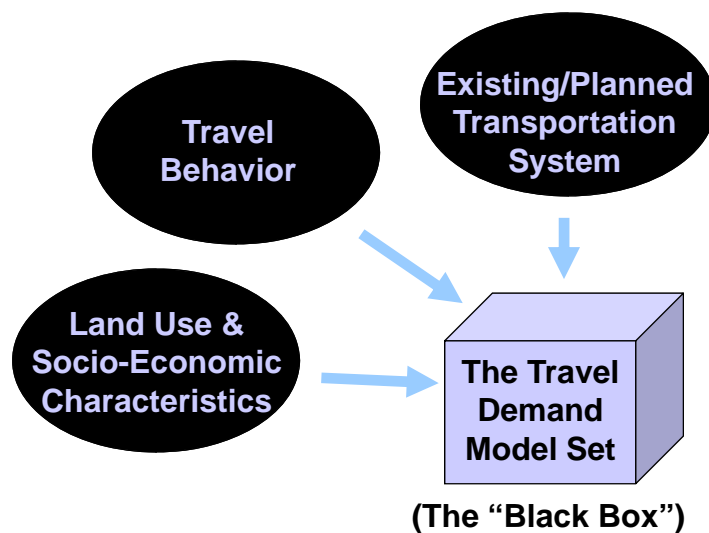 Travel
Behavior
Existing/Planned
Transportation
System
Land Use &
Socio-Economic
Characteristics
The Travel
Demand
Model Set
(The “Black Box”)